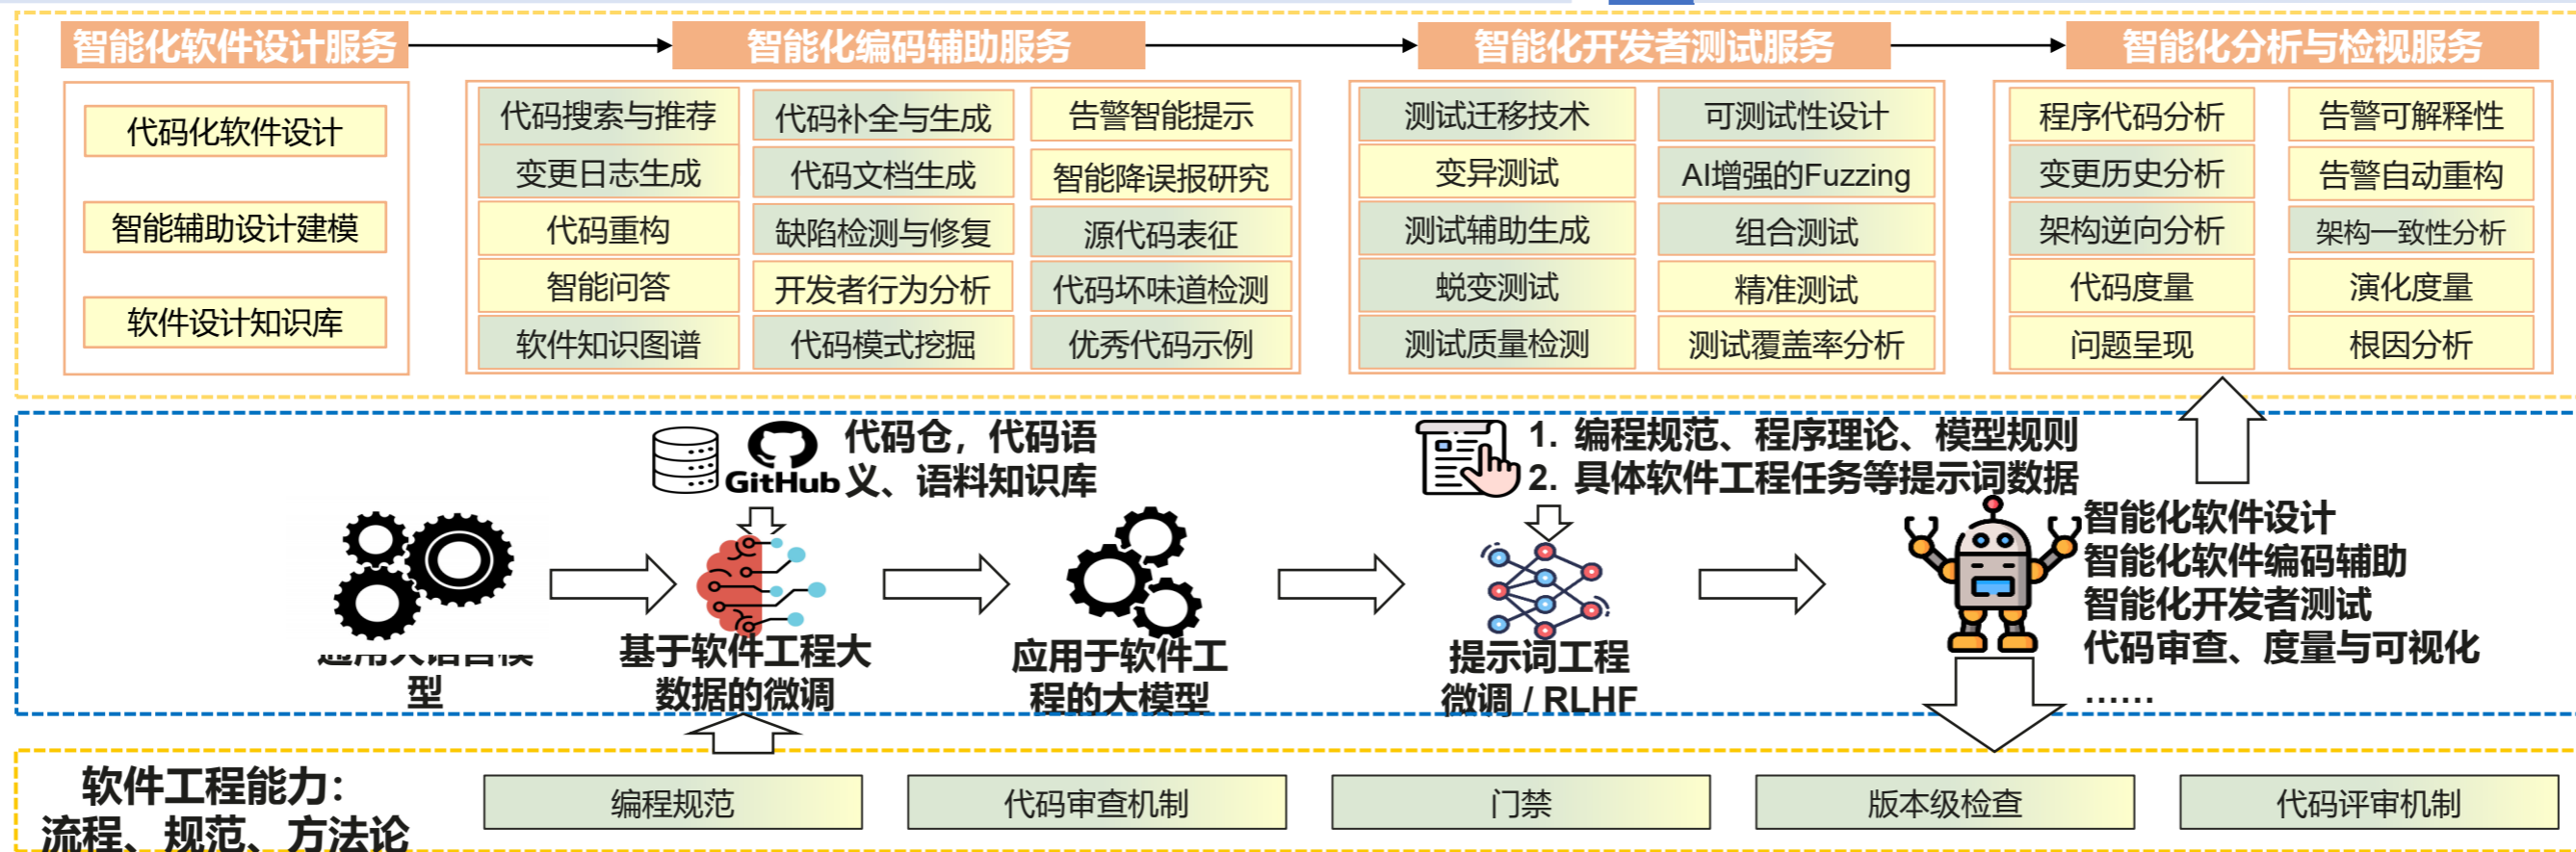 智能化软件设计服务
智能化编码辅助服务
智能化开发者测试服务
智能化分析与检视服务
代码化软件设计
智能辅助设计建模
软件设计知识库
代码搜索与推荐
代码补全与生成
告警智能提示
变更日志生成
代码文档生成
智能降误报研究
代码重构
缺陷检测与修复
源代码表征
智能问答
开发者行为分析
代码坏味道检测
软件知识图谱
代码模式挖掘
优秀代码示例
测试迁移技术
可测试性设计
变异测试
AI增强的Fuzzing
测试辅助生成
组合测试
蜕变测试
精准测试
测试质量检测
测试覆盖率分析
程序代码分析
告警可解释性
变更历史分析
告警自动重构
架构逆向分析
架构一致性分析
代码度量
演化度量
问题呈现
根因分析
GitHub
代码仓，代码语
义、语料知识库
1. 编程规范、程序理论、模型规则
2. 具体软件工程任务等提示词数据
通用大语言模
型
基于软件工程大
数据的微调
应用于软件工
程的大模型
提示词工程
微调 / RLHF
智能化软件设计
智能化软件编码辅助
智能化开发者测试
代码审查、度量与可视化
……
软件工程能力：
流程、规范、方法论
编程规范
代码审查机制
门禁
版本级检查
代码评审机制